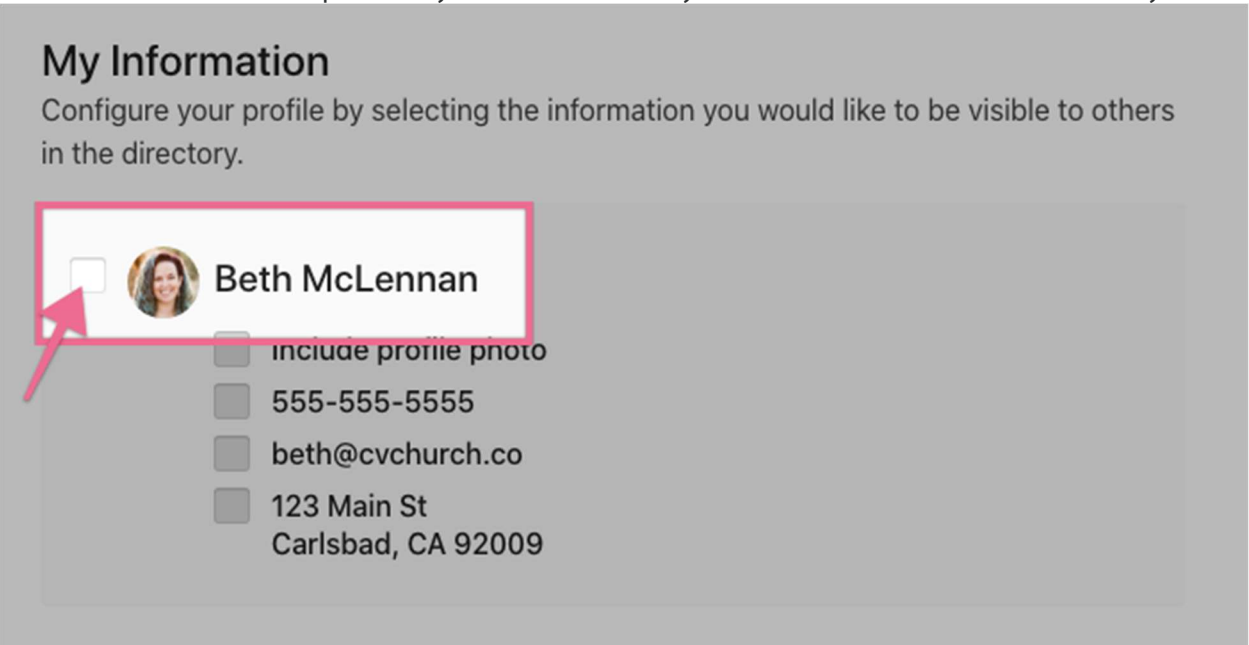 My Information
Configure your profile by selecting the information you would like to be visible to others
in the directory.
Beth McLennan
Include profile photo
555-555-5555
beth@cvchurch.co
123 Main St
Carlsbad, CA 92009